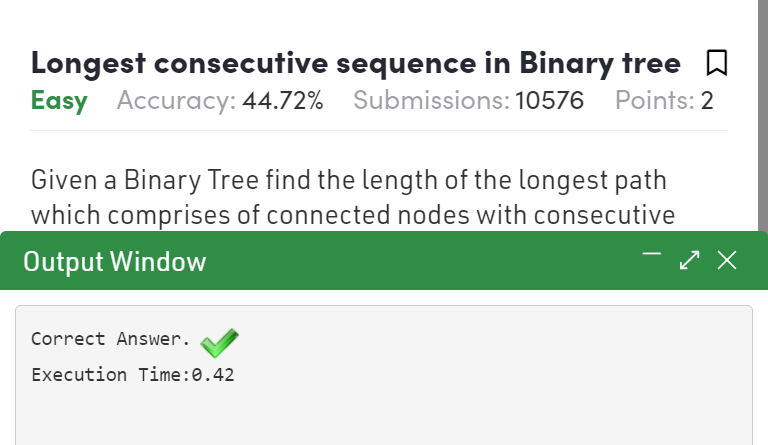 Longest consecutive sequence in Binary tree
Easy Accuracy: 44.72% Submissions: 10576 Points: 2
Given a Binary Tree find the length of the longest path
which comprises of connected nodes with consecutive
Output Window
Correct Answer.
Execution Time:0.42